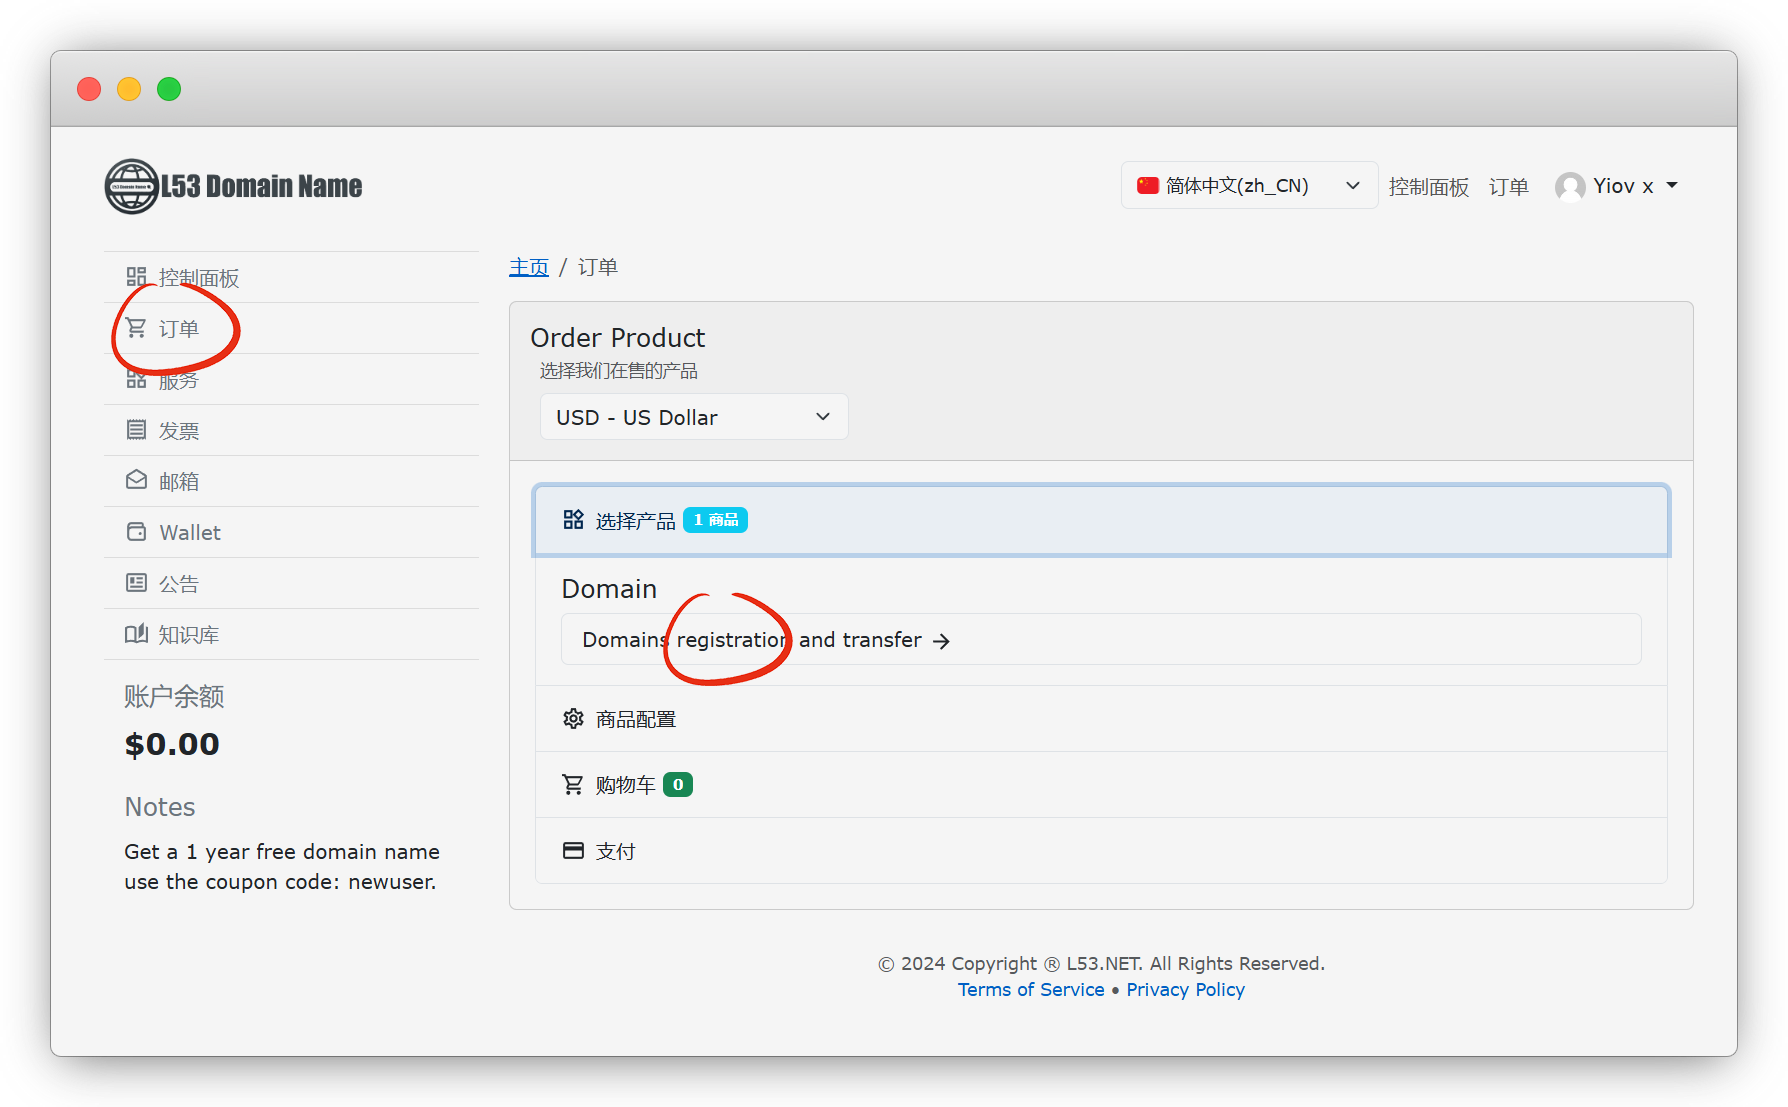 L53 Domain Name
简体中文(zh_CN)
控制面板
订单
Yiov x
控制面板
订单
服务
发票
邮箱
Wallet
公告
知识库
账户余额
$0.00
Notes
Get a 1 year free domain name
use the coupon code: newuser.
主页 / 订单
Order Product
选择我们在售的产品
USD - US Dollar
选择产品 1 商品
Domain
Domains registration and transfer →
商品配置
购物车 0
支付
© 2024 Copyright ® L53.NET. All Rights Reserved.
Terms of Service • Privacy Policy